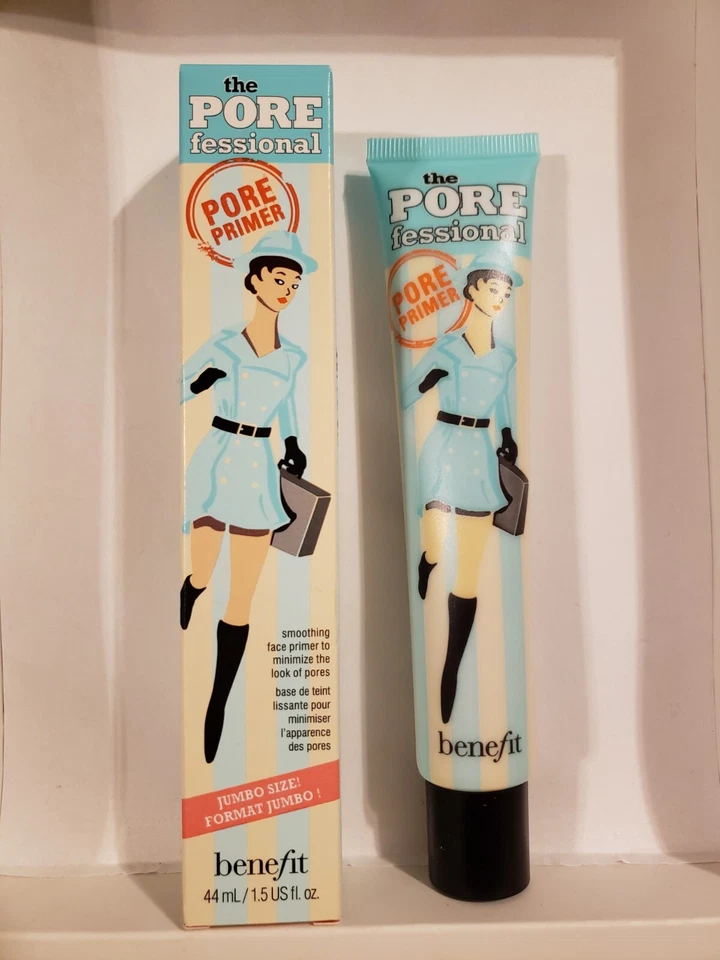 the
PORE
fessional
PORE
PRIMER
smoothing
face primer to
minimize the
look of pores
base de teint
lissante pour
minimiser
l'apparence
des pores
JUMBO SIZE!
FORMAT JUMBO !
benefit
44 mL / 1.5 US fl. oz.
the
PORE
fessional
PORE
PRIMER
benefit